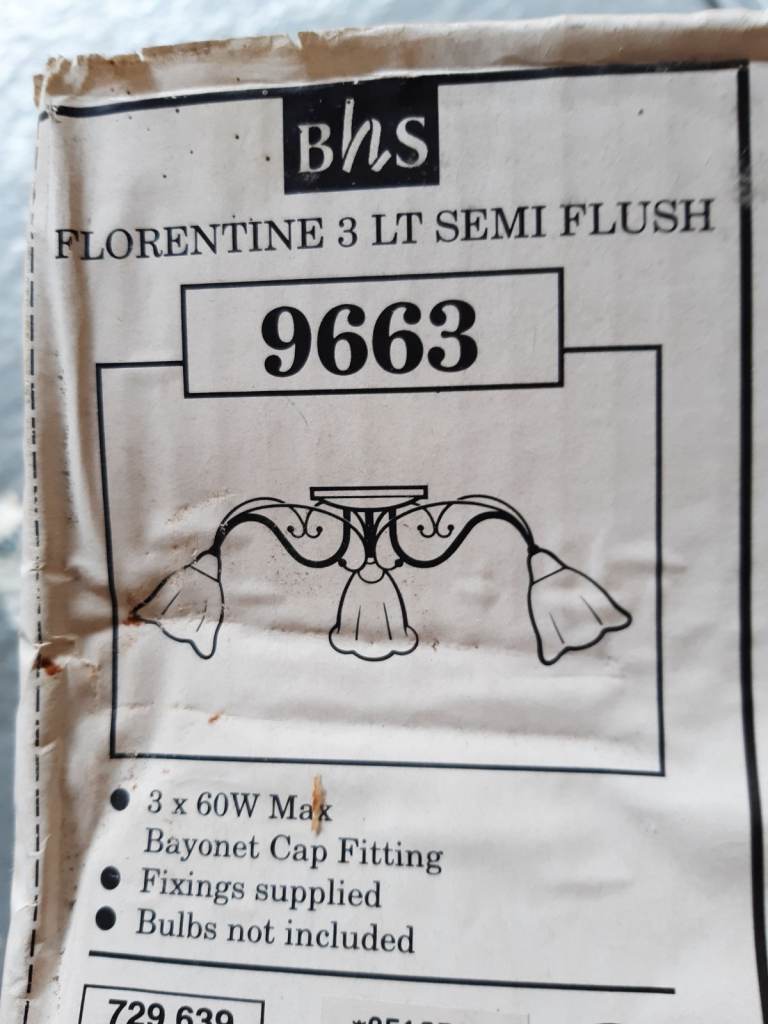 BhS
FLORENTINE 3 LT SEMI FLUSH
9663
• 3 x 60W Max
Bayonet Cap Fitting
• Fixings supplied
• Bulbs not included
729 639